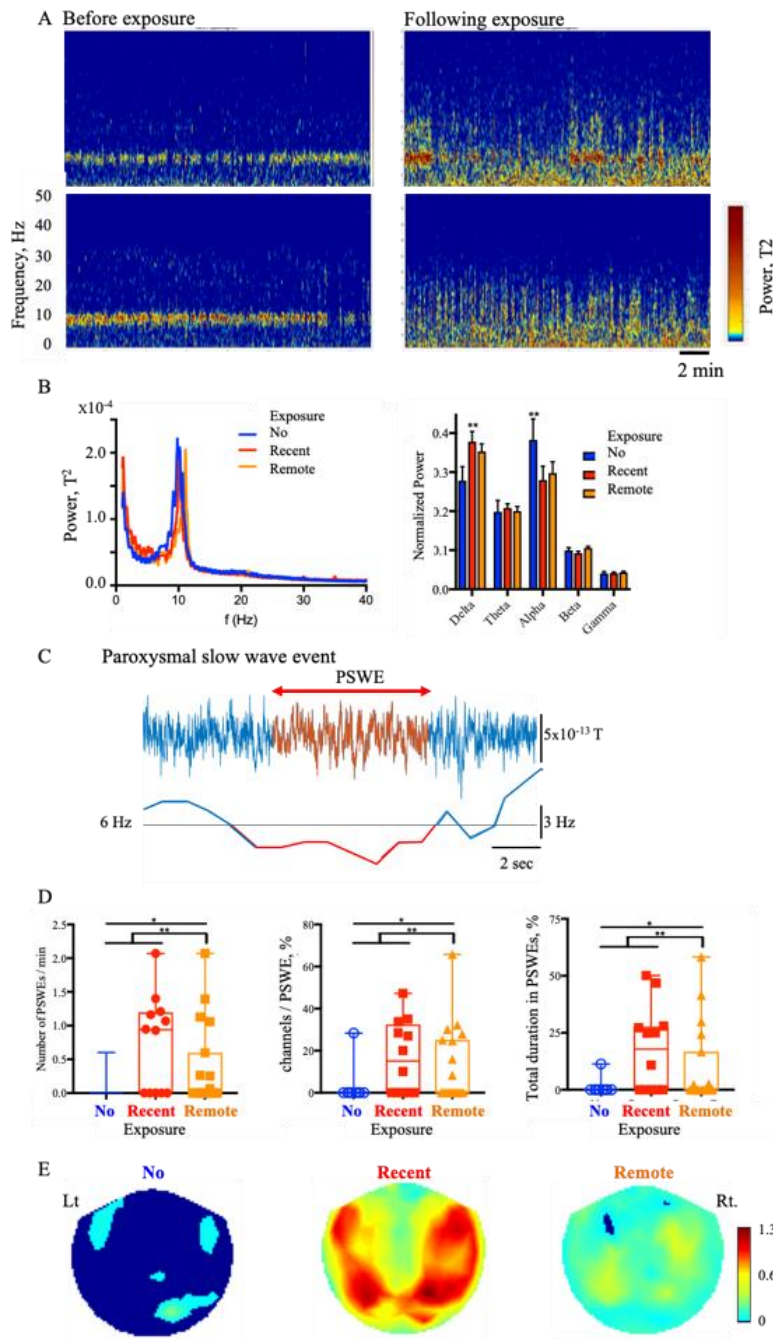 A Before exposure
Following exposure
Frequency, Hz
50
40
30
20
10
0
Power, T2
2 min
B
x10⁻⁴
Power, T²
2.0
1.0
0.0
0 10 20 30 40
f (Hz)
Exposure
No
Recent
Remote
Normalized Power
0.4
0.2
0.1
0.0
**
**
Exposure
No
Recent
Remote
Delta
Theta
Alpha
Beta
Gamma
C Paroxysmal slow wave event
PSWE
5x10⁻¹³ T
6 Hz
3 Hz
2 sec
D
Number of PSWEs / min
2.5
2.0
1.5
1.0
0.5
0.0
*
**
No Recent Remote
Exposure
channels / PSWE, %
80
60
40
20
0
*
**
No Recent Remote
Exposure
Total duration in PSWEs, %
75
50
25
0
*
**
No Recent Remote
Exposure
E
No
Recent
Remote
Lt
Rt.
1.3
0.6
0